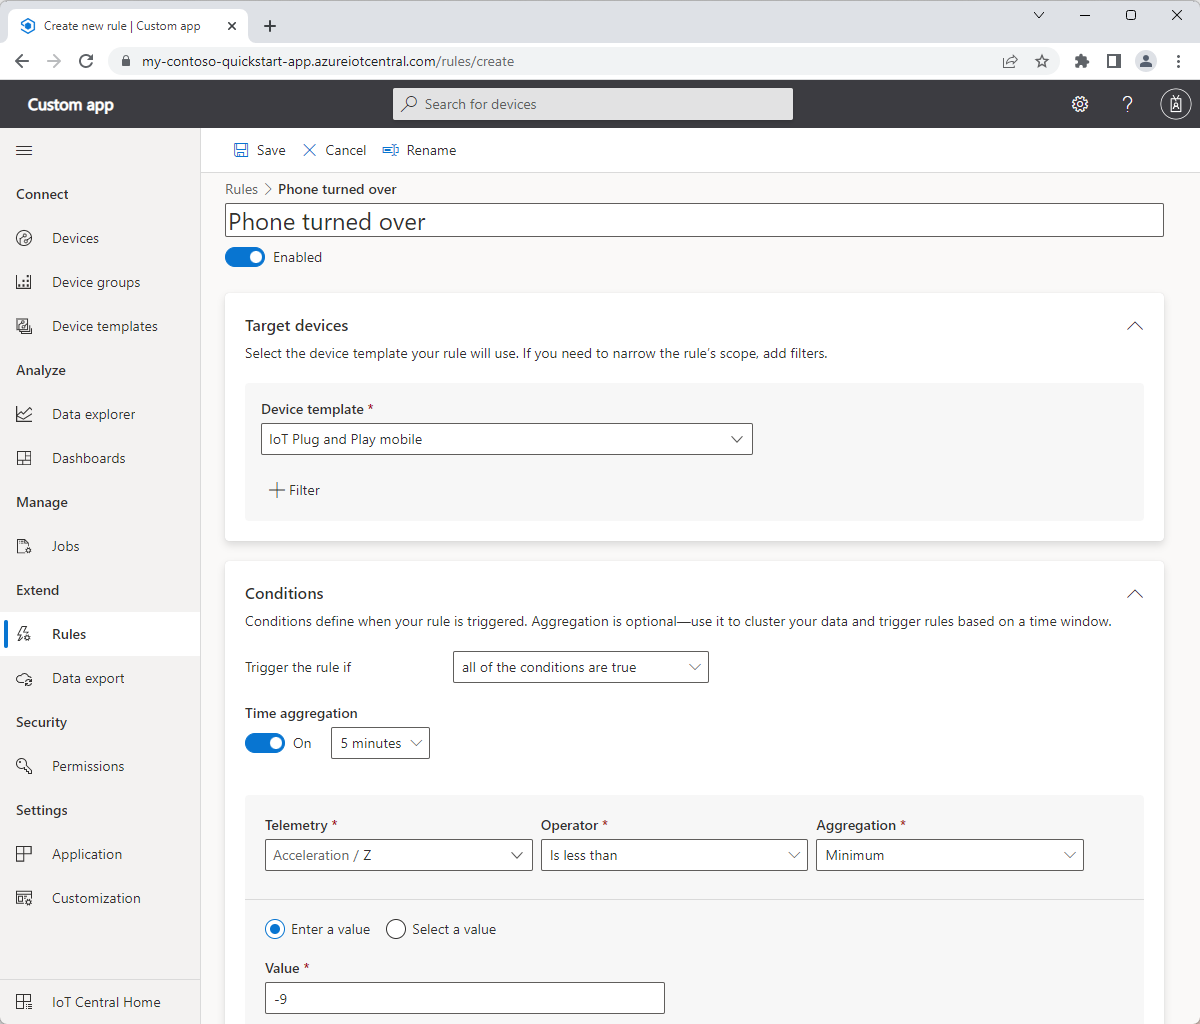 Create new rule | Custom app
my-contoso-quickstart-app.azureiotcentral.com/rules/create
Custom app
Search for devices
Save
Cancel
Rename
Connect
Devices
Device groups
Device templates
Analyze
Data explorer
Dashboards
Manage
Jobs
Extend
Rules
Data export
Security
Permissions
Settings
Application
Customization
IoT Central Home
Rules > Phone turned over
Phone turned over
Enabled
Target devices
Select the device template your rule will use. If you need to narrow the rule's scope, add filters.
Device template *
IoT Plug and Play mobile
Filter
Conditions
Conditions define when your rule is triggered. Aggregation is optional—use it to cluster your data and trigger rules based on a time window.
Trigger the rule if
all of the conditions are true
Time aggregation
On
5 minutes
Telemetry * Operator * Aggregation *
Acceleration / Z Is less than Minimum
Enter a value Select a value
Value *
-9